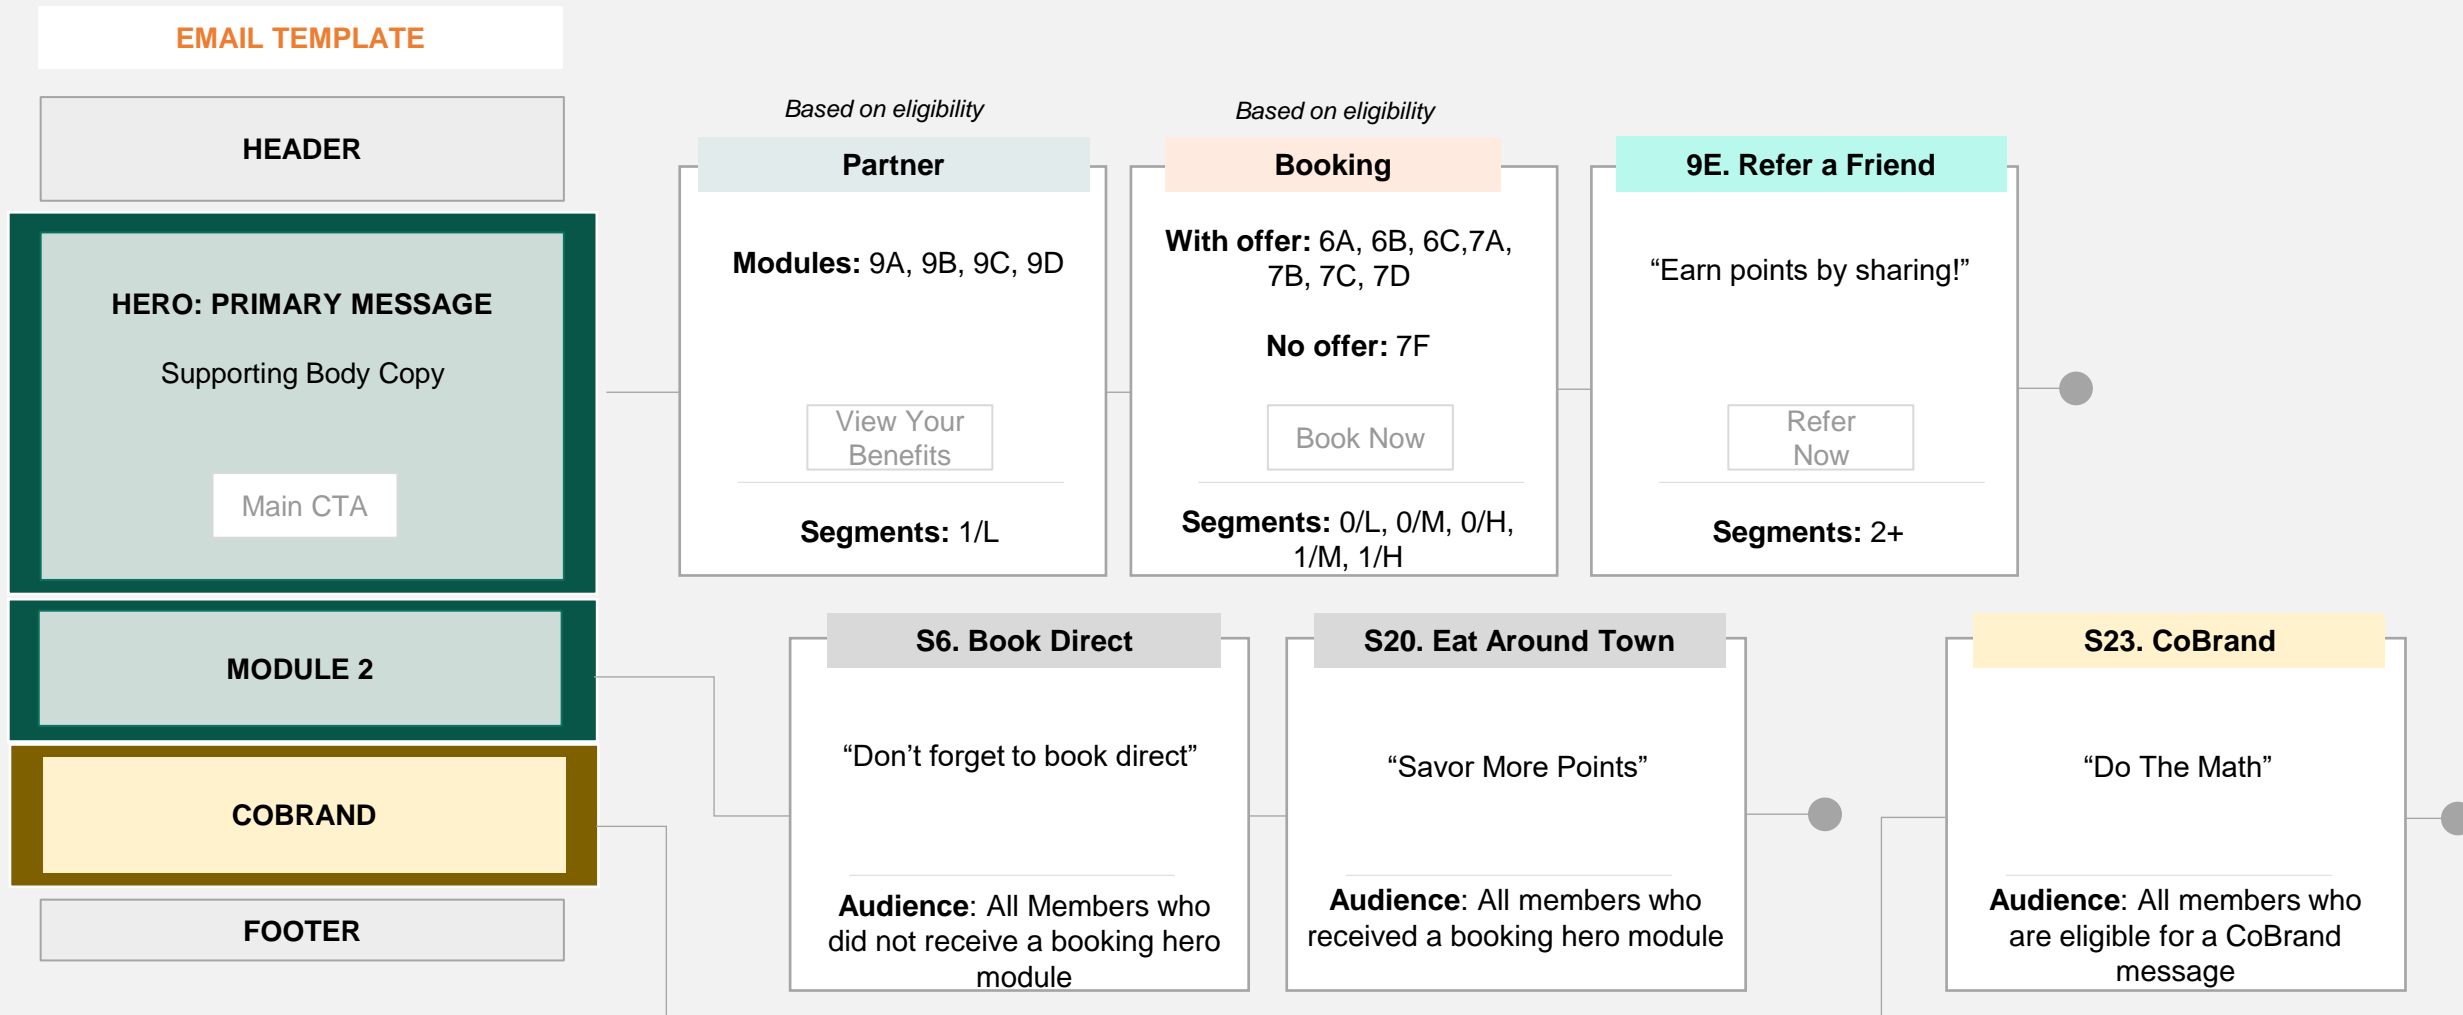 EMAIL TEMPLATE
HEADER
HERO: PRIMARY MESSAGE
Supporting Body Copy
Main CTA
MODULE 2
COBRAND
FOOTER
Based on eligibility
Partner
Modules: 9A, 9B, 9C, 9D
View Your
Benefits
Segments: 1/L
Based on eligibility
Booking
With offer: 6A, 6B, 6C,7A,
7B, 7C, 7D
No offer: 7F
Book Now
Segments: 0/L, 0/M, 0/H,
1/M, 1/H
9E. Refer a Friend
“Earn points by sharing!”
Refer
Now
Segments: 2+
S6. Book Direct
“Don’t forget to book direct”
Audience: All Members who
did not receive a booking hero
module
S20. Eat Around Town
“Savor More Points”
Audience: All members who
received a booking hero module
S23. CoBrand
“Do The Math”
Audience: All members who
are eligible for a CoBrand
message